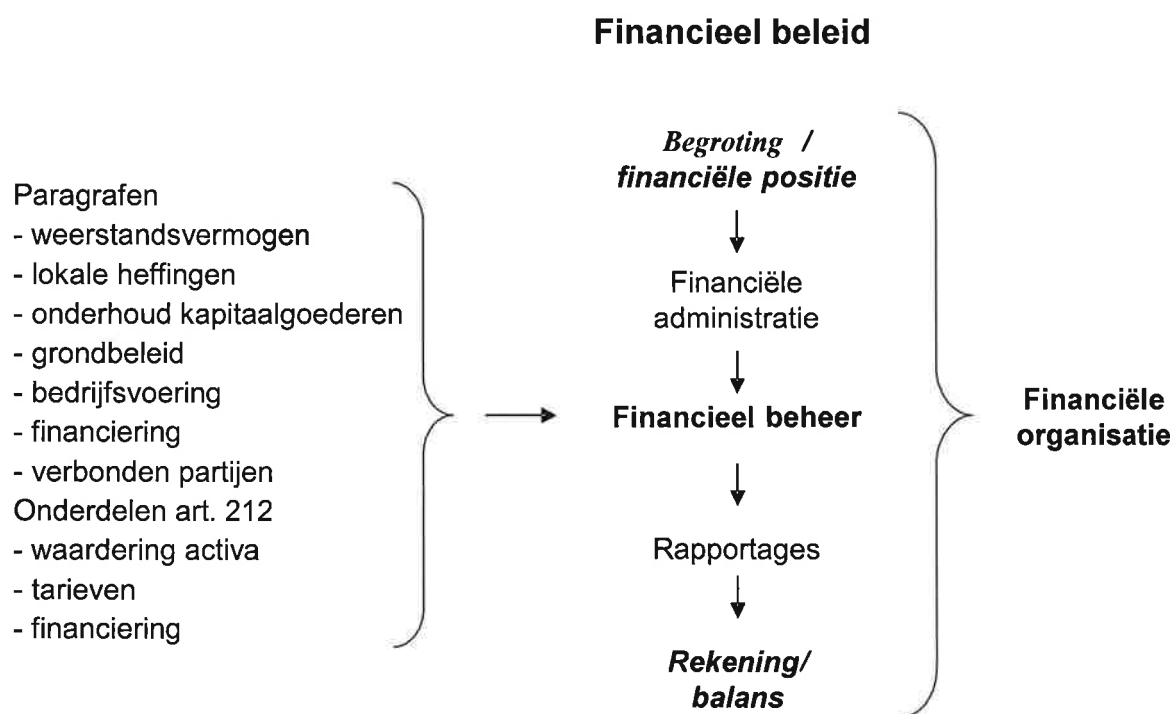 Financieel beleid
Paragrafen
- weerstandsvermogen
- lokale heffingen
- onderhoud kapitaalgoederen
- grondbeleid
- bedrijfsvoering
- financiering
- verbonden partijen
Onderdelen art. 212
- waardering activa
- tarieven
- financiering
Begroting /
financiële positie
Financiële
administratie
Financieel beheer
Rapportages
Rekening/
balans
Financiële
organisatie